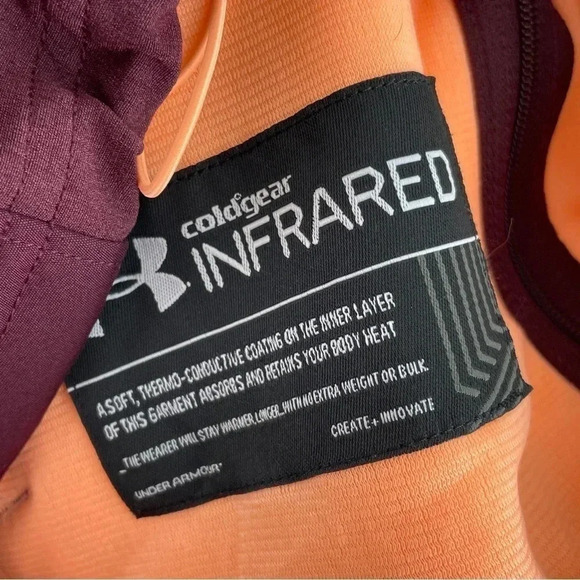 coldgear
INFRARED
A SOFT, THERMO-CONDUCTIVE COATING ON THE INNER LAYER
OF THIS GARMENT ABSORBS AND RETAINS YOUR BODY HEAT
_THE WEARER WILL STAY WARMER, LONGER...WITH NO EXTRA WEIGHT OR BULK.
CREATE + INNOVATE
UNDER ARMOUR®